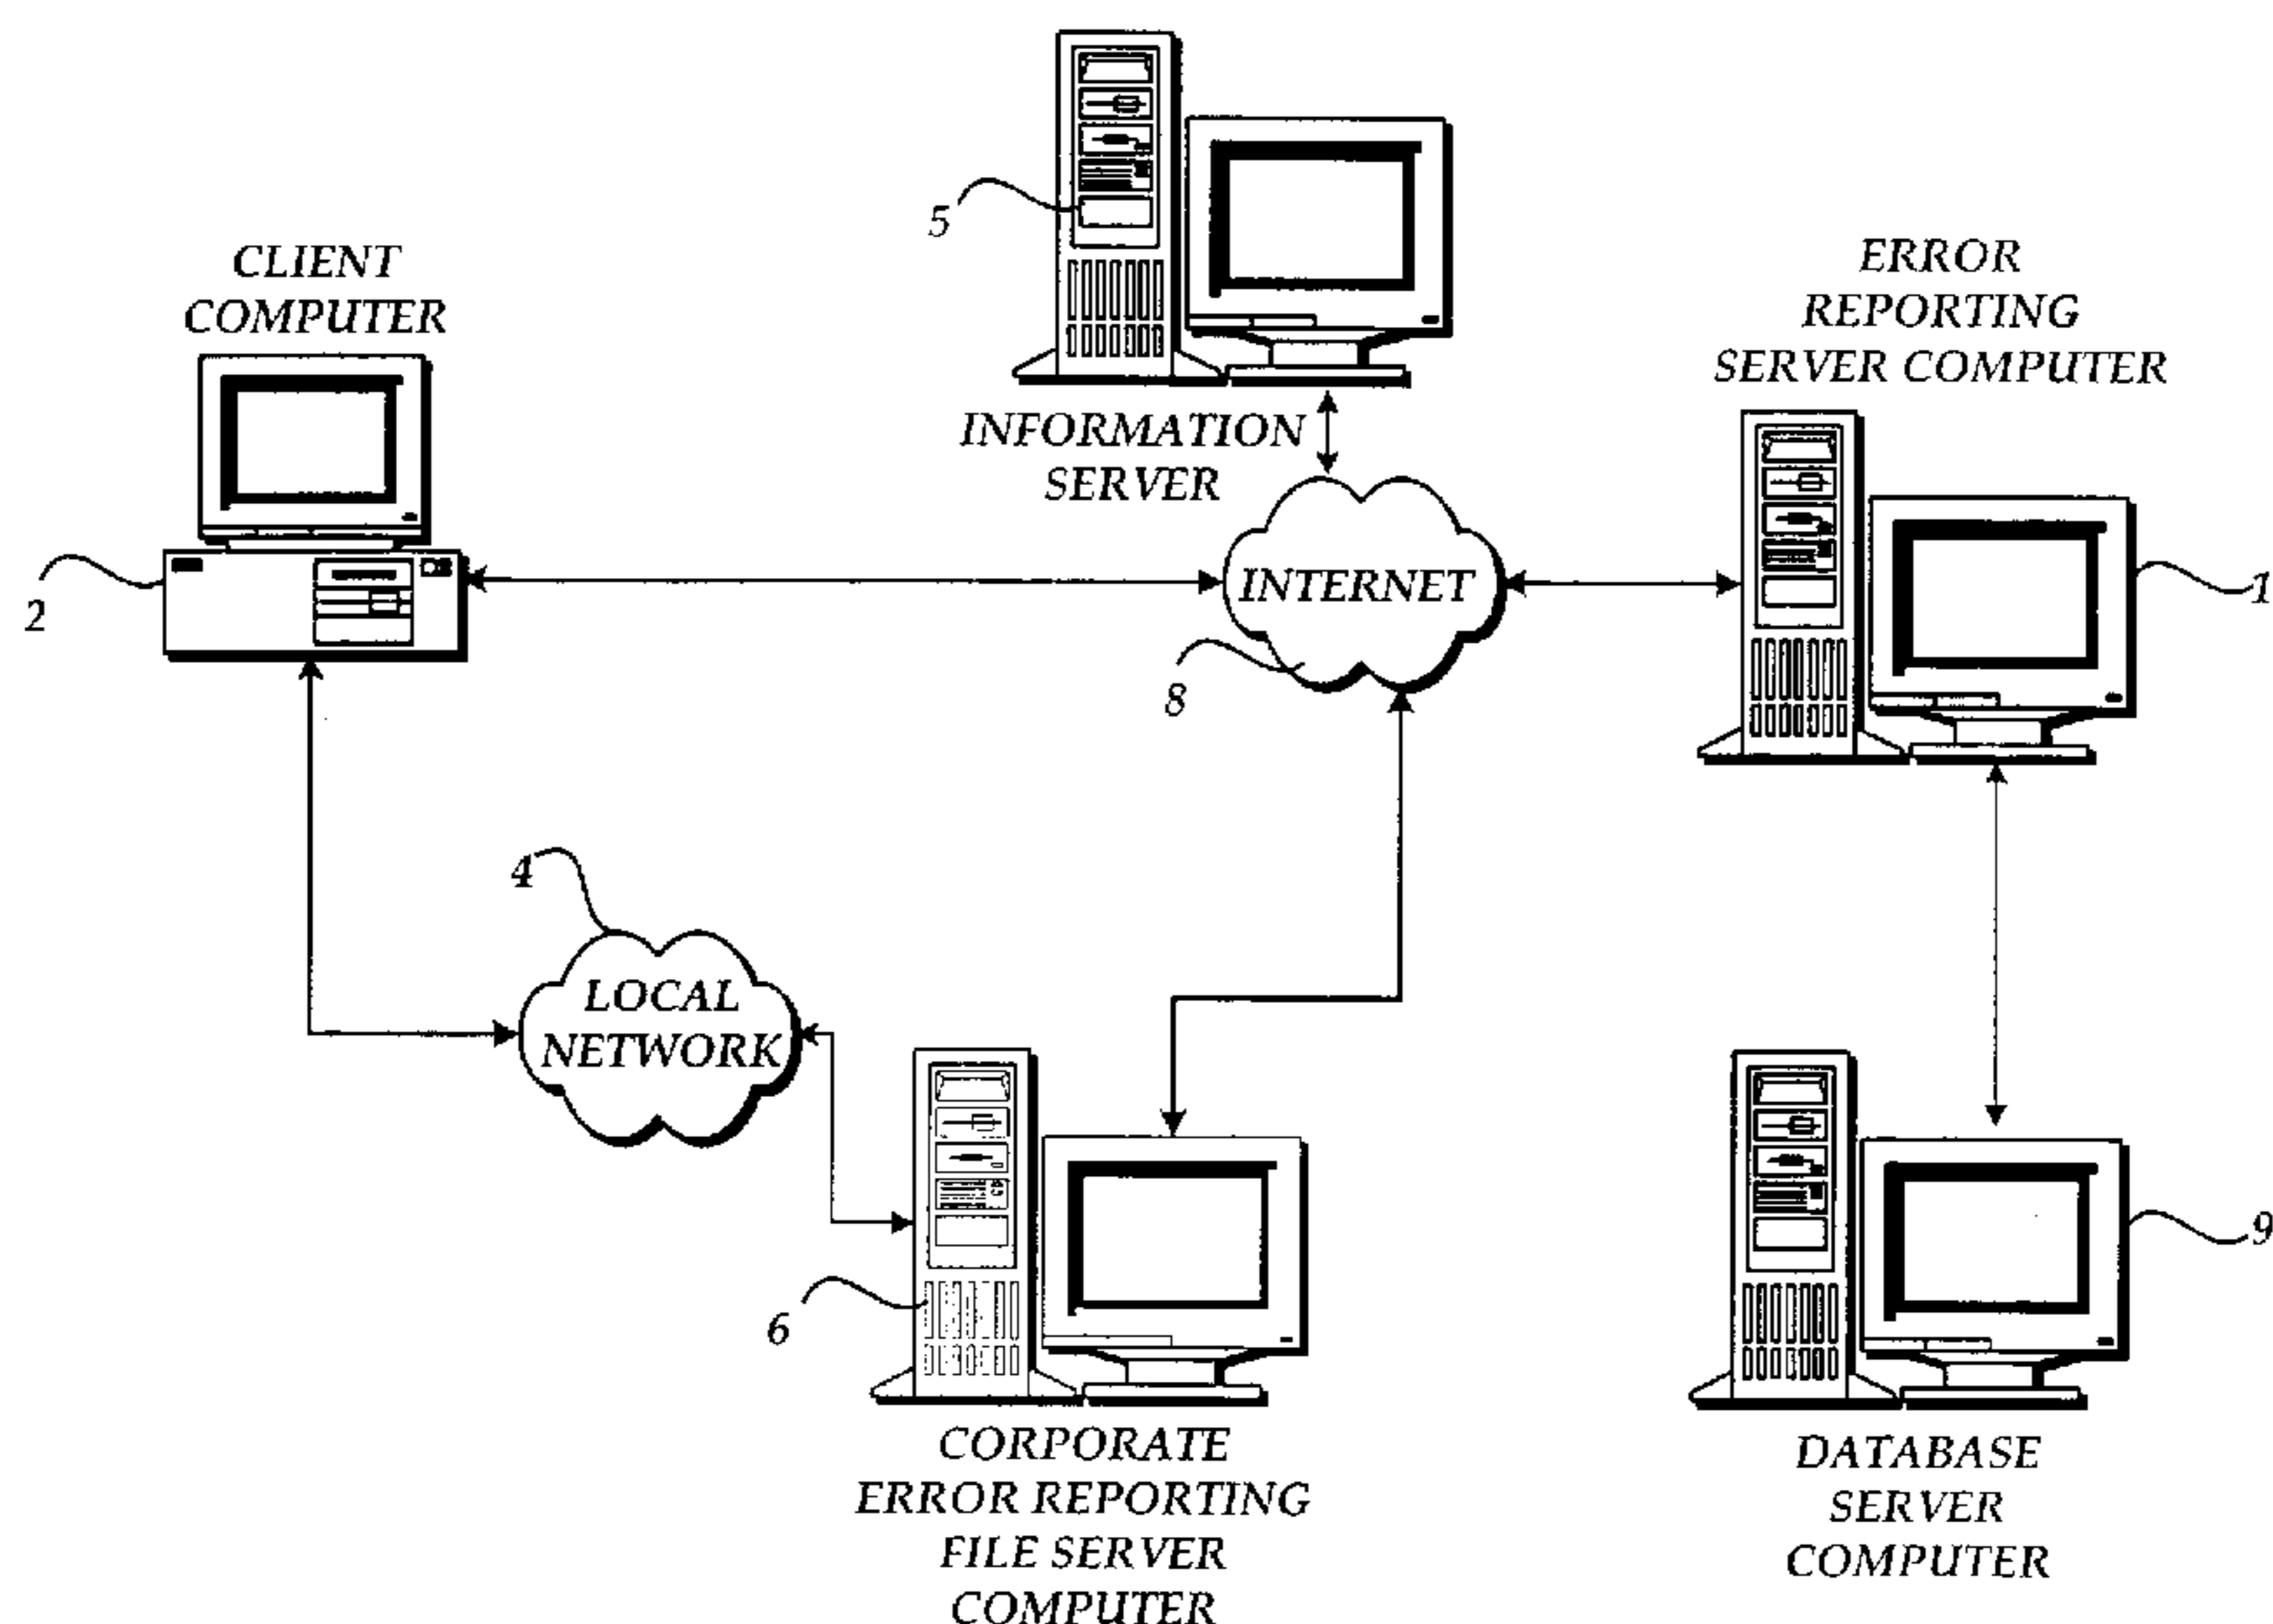 5
CLIENT
COMPUTER
ERROR
REPORTING
SERVER COMPUTER
INFORMATION
SERVER
2
INTERNET
1
8
4
LOCAL
NETWORK
6
9
CORPORATE
ERROR REPORTING
FILE SERVER
COMPUTER
DATABASE
SERVER
COMPUTER